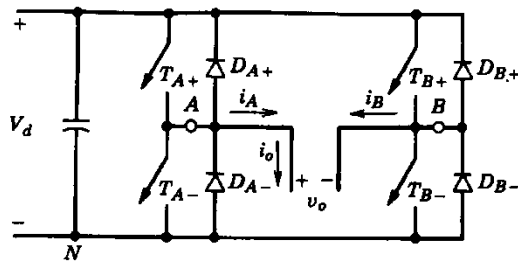 +
T_{A+}
D_{A+}
T_{B+}
D_{B+}
i_A
i_B
A
B
V_d
i_o
+ −
v_o
T_{A−}
D_{A−}
T_{B−}
D_{B−}
−
N